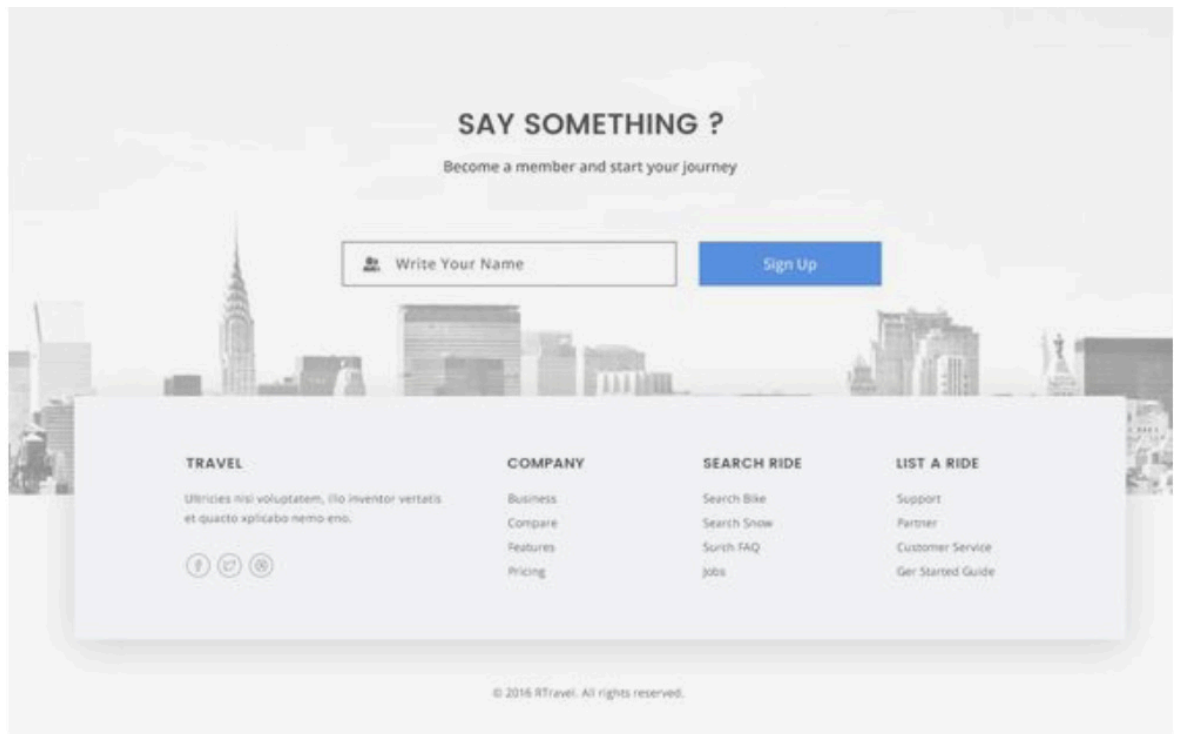 SAY SOMETHING ?
Become a member and start your journey
Write Your Name
Sign Up
TRAVEL
Ultricies nisi voluptatem, illo inventor vertatis
et quacto xplicabo nemo eno.
COMPANY
Business
Compare
Features
Pricing
SEARCH RIDE
Search Bike
Search Snow
Surch FAQ
Jobs
LIST A RIDE
Support
Partner
Customer Service
Ger Started Guide
© 2016 RTravel. All rights reserved.